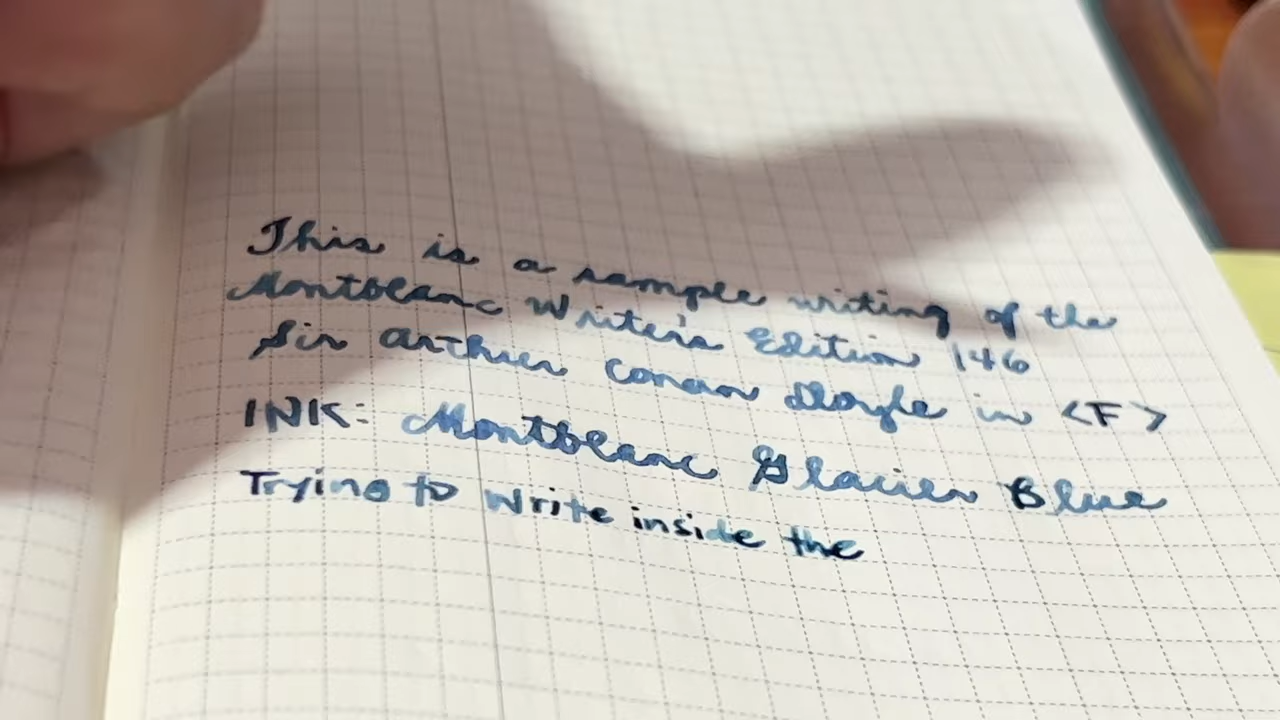 This is a sample writing of the
Montblanc Writer's Edition 146
Sir Arthur Conan Doyle in <F>
INK: Montblanc Glacier Blue
Trying to write inside the